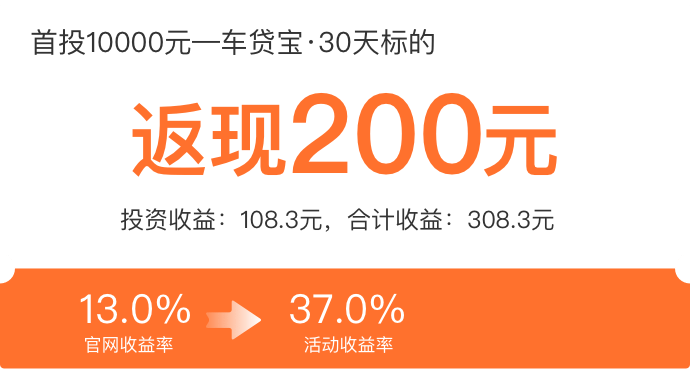 首投10000元—车贷宝·30天标的
返现200元
投资收益：108.3元，合计收益：308.3元
13.0% 37.0%
官网收益率 活动收益率